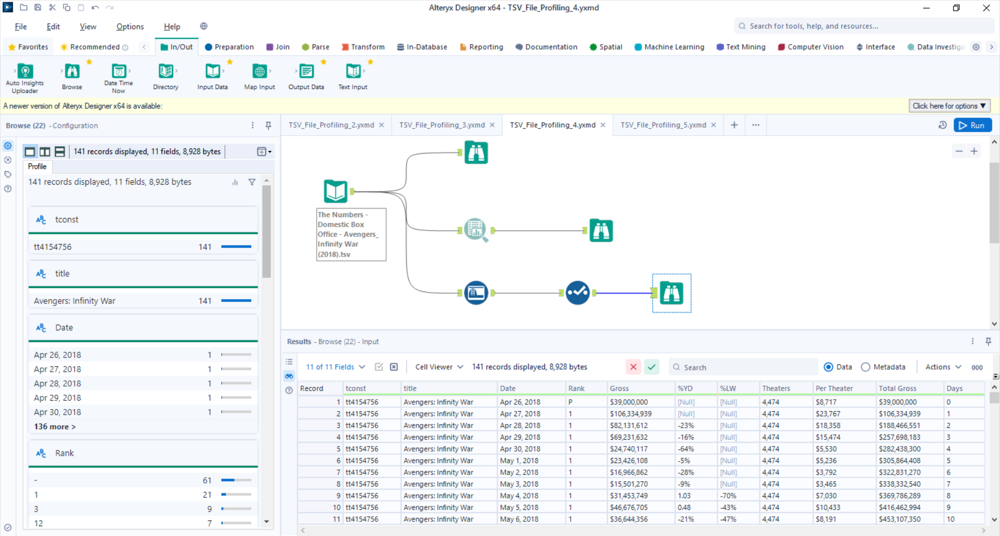 Alteryx Designer x64 - TSV_File_Profiling_4.yxmd
File Edit View Options Help
Search for tools, help, and resources...
Favorites Recommended In/Out Preparation Join Parse Transform In-Database Reporting Documentation Spatial Machine Learning Text Mining Computer Vision Interface Data Investiga
Auto Insights Uploader
Browse
Date Time Now
Directory
Input Data
Map Input
Output Data
Text Input
A newer version of Alteryx Designer x64 is available:
Click here for options ▼
Browse (22) - Configuration
141 records displayed, 11 fields, 8,928 bytes
Profile
141 records displayed, 11 fields, 8,928 bytes
ABC tconst
tt4154756 141
ABC title
Avengers: Infinity War 141
ABC Date
Apr 26, 2018 1
Apr 27, 2018 1
Apr 28, 2018 1
Apr 29, 2018 1
Apr 30, 2018 1
136 more >
ABC Rank
- 61
1 21
3 9
12 7
TSV_File_Profiling_2.yxmd TSV_File_Profiling_3.yxmd TSV_File_Profiling_4.yxmd TSV_File_Profiling_5.yxmd
Run
The Numbers -
Domestic Box
Office - Avengers_
Infinity War
(2018).tsv
Results - Browse (22) - Input
11 of 11 Fields Cell Viewer 141 records displayed, 8,928 bytes Search Data Metadata Actions 000
Record tconst title Date Rank Gross %YD %LW Theaters Per Theater Total Gross Days
1 tt4154756 Avengers: Infinity War Apr 26, 2018 P $39,000,000 [Null] [Null] 4,474 $8,717 $39,000,000 0
2 tt4154756 Avengers: Infinity War Apr 27, 2018 1 $106,334,939 [Null] [Null] 4,474 $23,767 $106,334,939 1
3 tt4154756 Avengers: Infinity War Apr 28, 2018 1 $82,131,612 -23% [Null] 4,474 $18,358 $188,466,551 2
4 tt4154756 Avengers: Infinity War Apr 29, 2018 1 $69,231,632 -16% [Null] 4,474 $15,474 $257,698,183 3
5 tt4154756 Avengers: Infinity War Apr 30, 2018 1 $24,740,117 -64% [Null] 4,474 $5,530 $282,438,300 4
6 tt4154756 Avengers: Infinity War May 1, 2018 1 $23,426,108 -5% [Null] 4,474 $5,236 $305,864,408 5
7 tt4154756 Avengers: Infinity War May 2, 2018 1 $16,966,862 -28% [Null] 4,474 $3,792 $322,831,270 6
8 tt4154756 Avengers: Infinity War May 3, 2018 1 $15,501,270 -9% [Null] 4,474 $3,465 $338,332,540 7
9 tt4154756 Avengers: Infinity War May 4, 2018 1 $31,453,749 1.03 -70% 4,474 $7,030 $369,786,289 8
10 tt4154756 Avengers: Infinity War May 5, 2018 1 $46,676,705 0.48 -43% 4,474 $10,433 $416,462,994 9
11 tt4154756 Avengers: Infinity War May 6, 2018 1 $36,644,356 -21% -47% 4,474 $8,191 $453,107,350 10